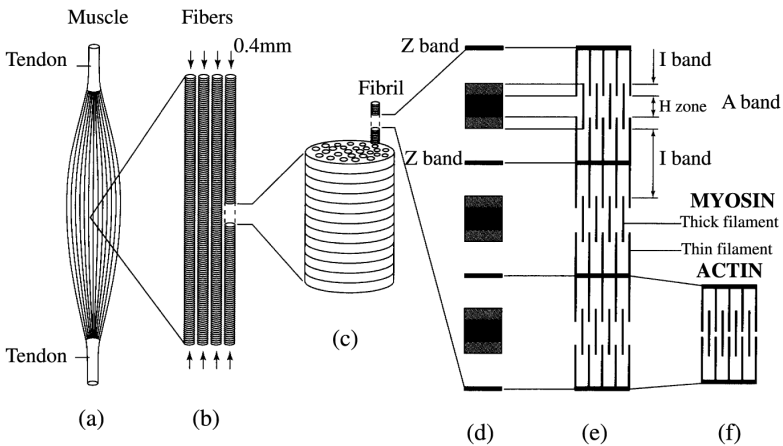 Muscle
Fibers
Tendon
0.4mm
Fibril
Z band
I band
H zone
A band
Z band
I band
MYOSIN
Thick filament
Thin filament
ACTIN
Tendon
(a)
(b)
(c)
(d)
(e)
(f)